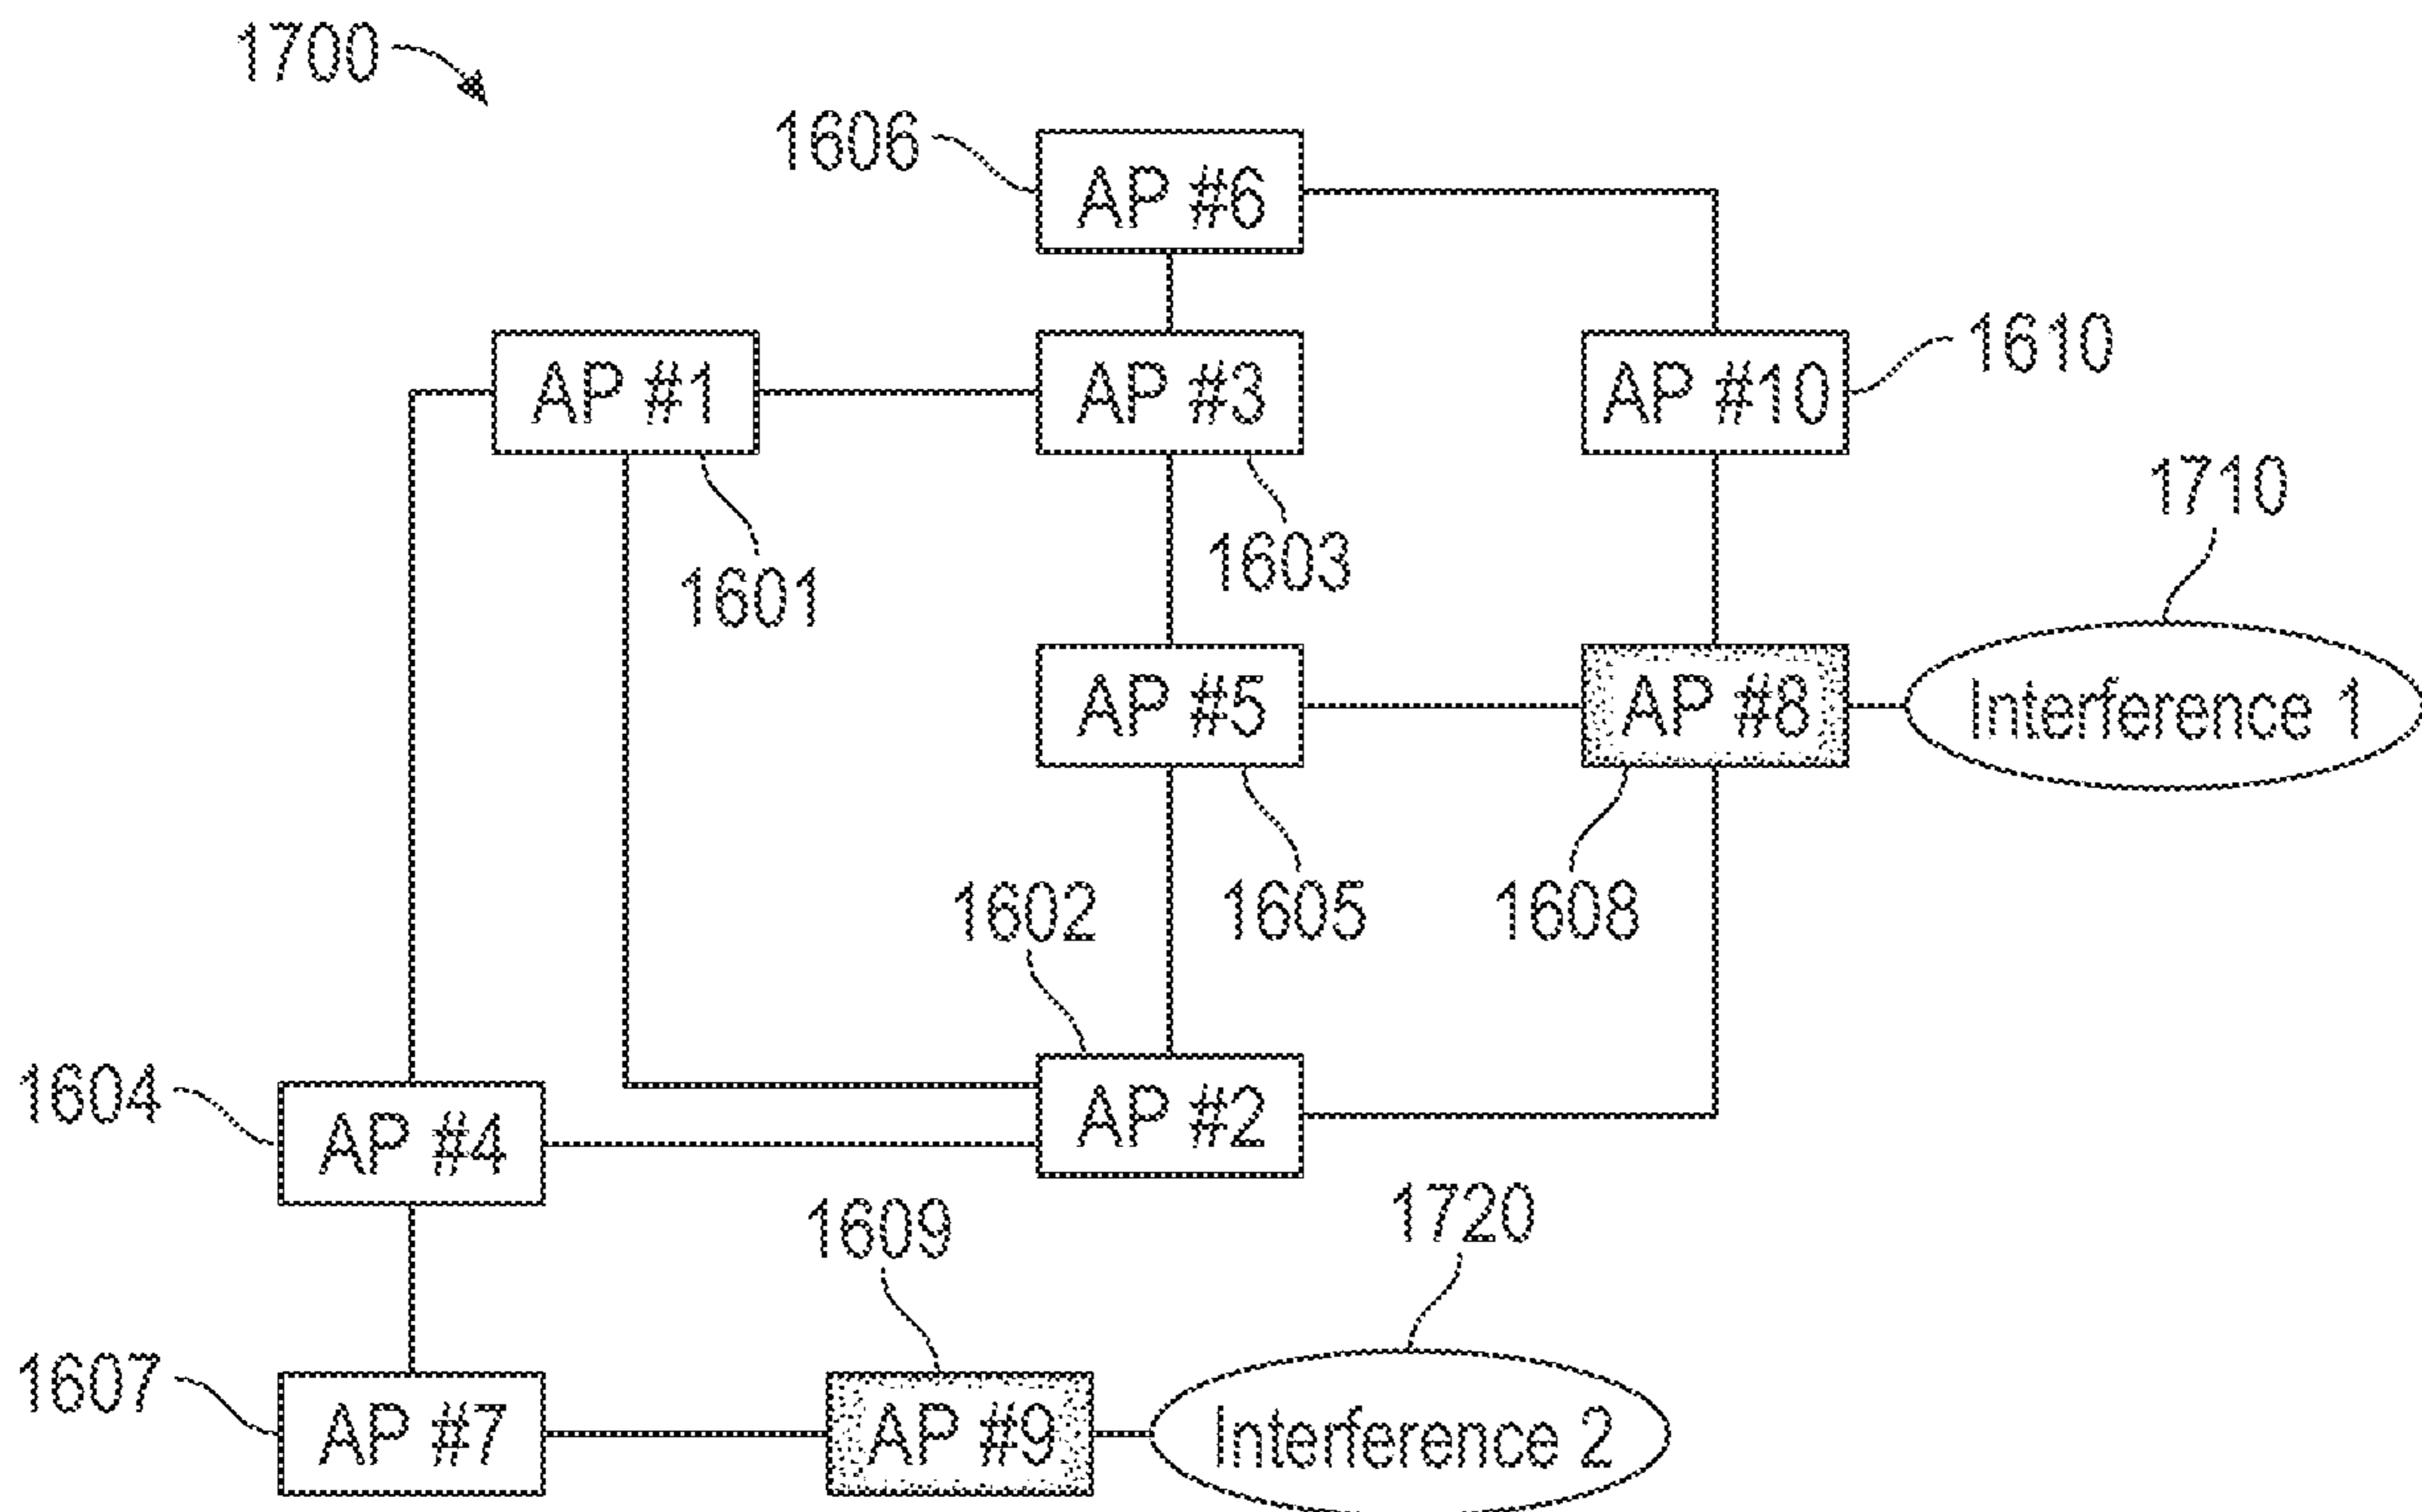 1700
1606
AP #6
AP #1
AP #3
AP #10
1610
1601
1603
1710
AP #5
AP #8
Interference 1
1602
1605
1608
1604
AP #4
AP #2
1609
1720
1607
AP #7
AP #9
Interference 2